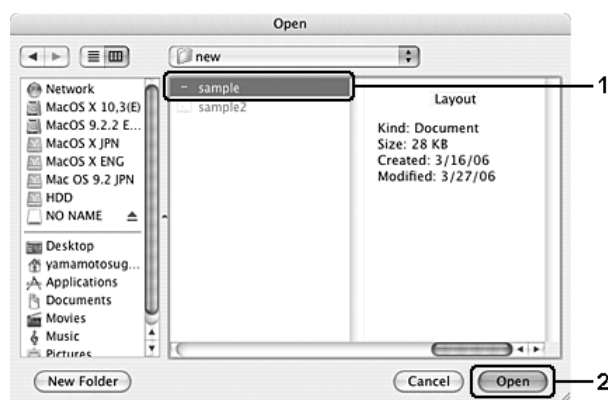 Open
new
Network
MacOS X 10,3(E)
MacOS 9.2.2 E...
MacOS X JPN
MacOS X ENG
Mac OS 9.2 JPN
HDD
NO NAME
Desktop
yamamotosug...
Applications
Documents
Movies
Music
Pictures
sample
sample2
1
Layout
Kind: Document
Size: 28 KB
Created: 3/16/06
Modified: 3/27/06
New Folder
Cancel
Open
2